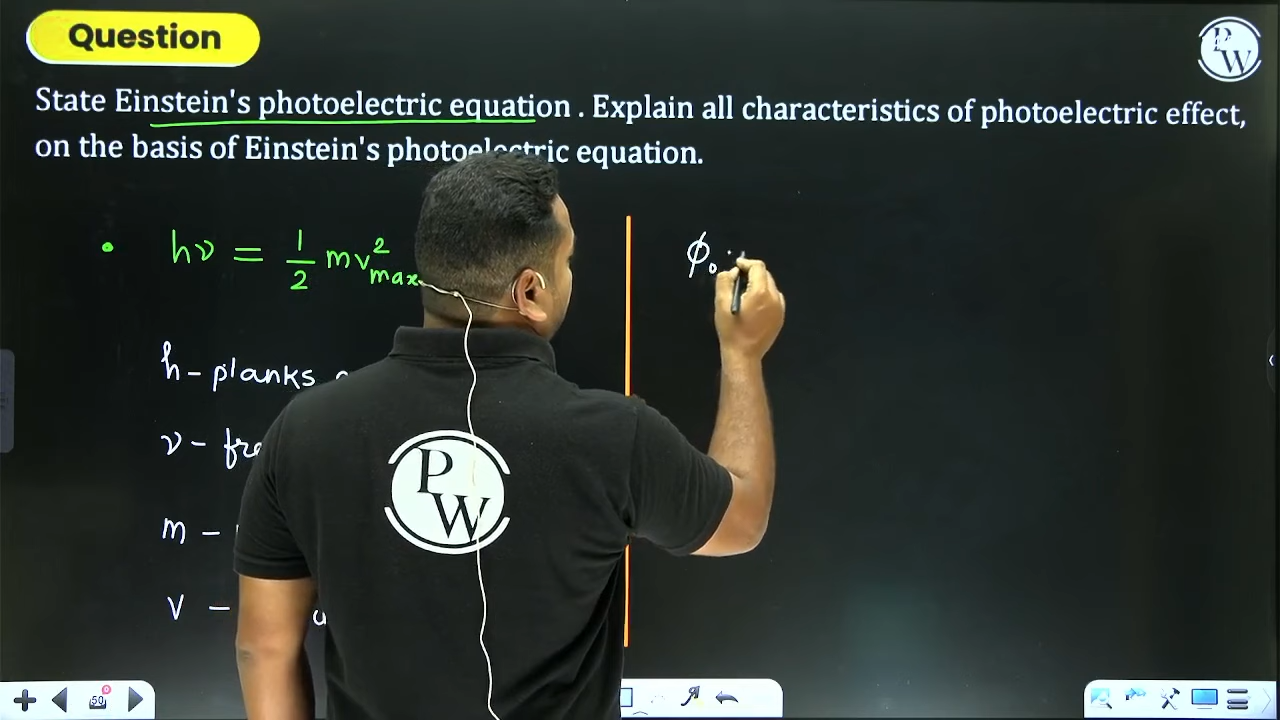 Question
PW
State Einstein's photoelectric equation . Explain all characteristics of photoelectric effect,
on the basis of Einstein's photoelectric equation.
• hν = 1/2 mv²max
h - planks
ν -
m -
v -
ϕ₀
PW
59